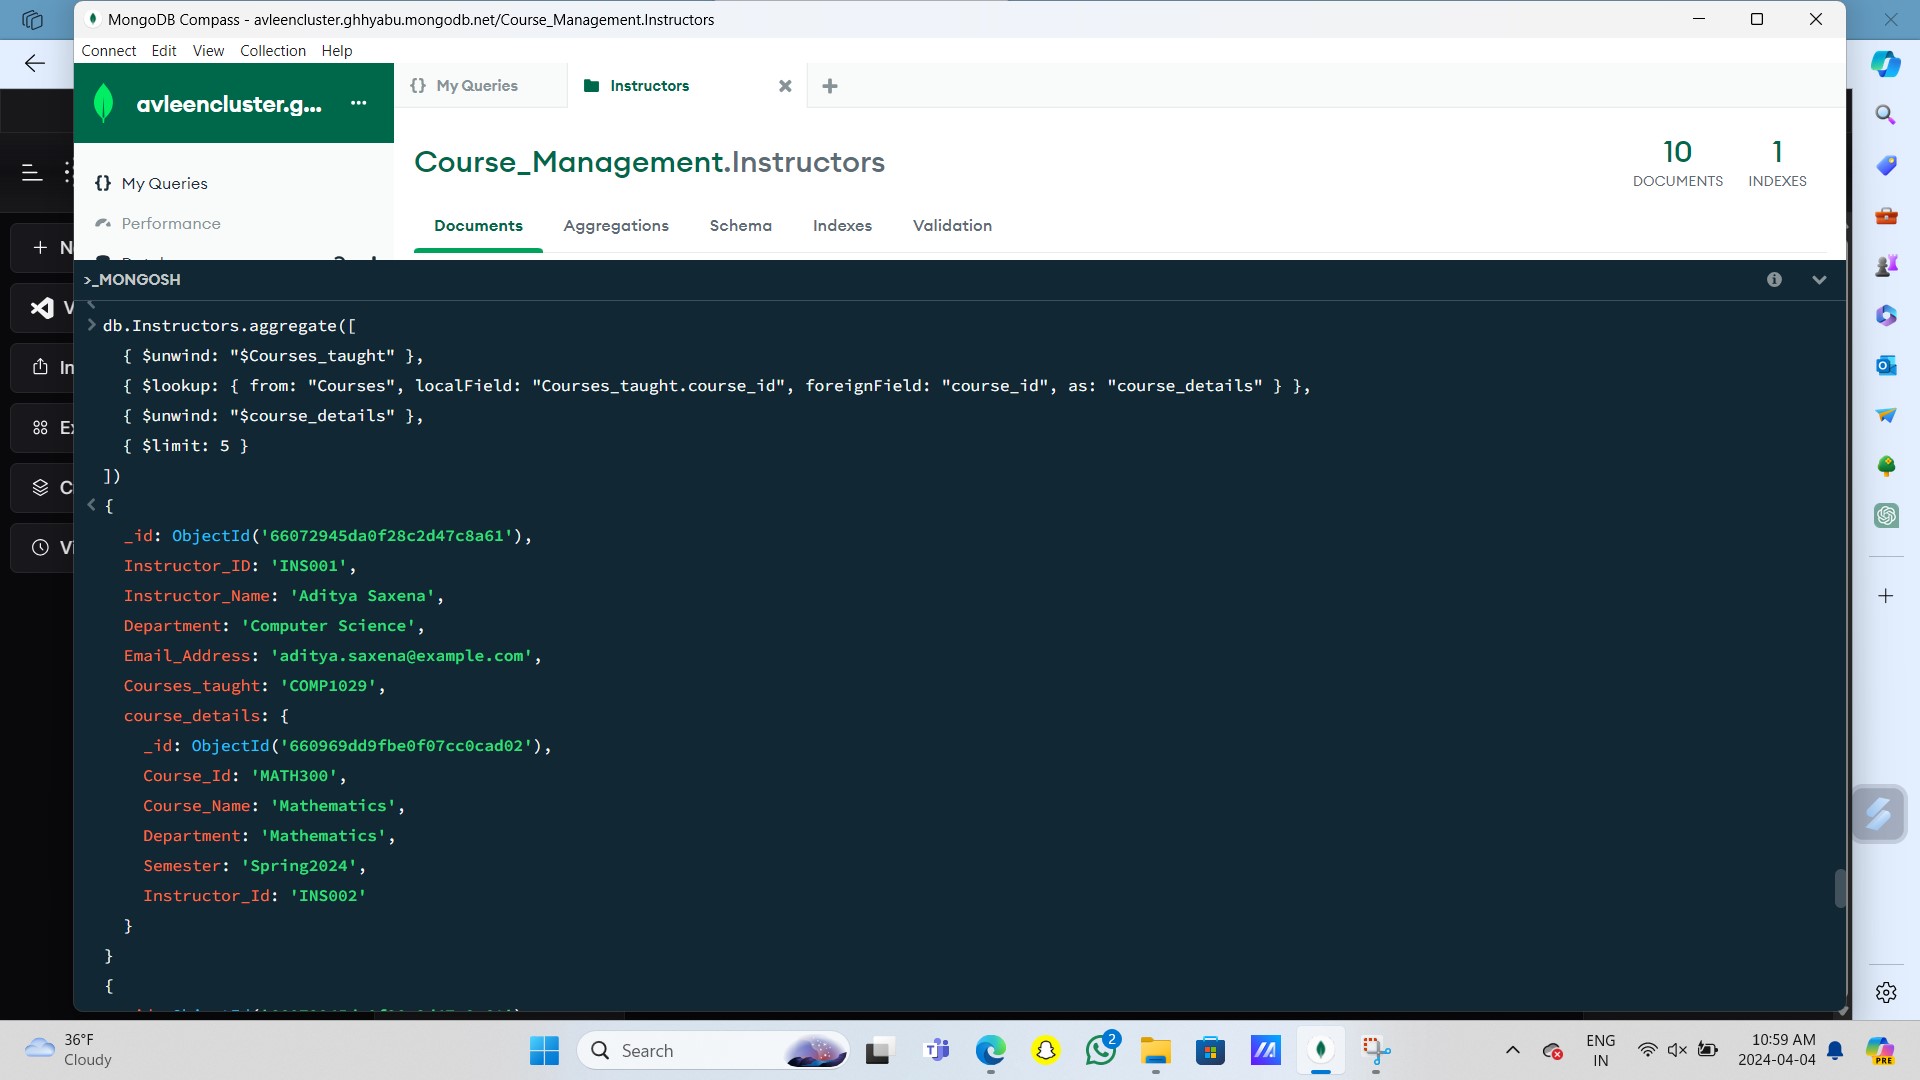 MongoDB Compass - avleencluster.ghhyabu.mongodb.net/Course_Management.Instructors
Connect Edit View Collection Help
avleencluster.g... ...
{} My Queries
Instructors
{} My Queries
Performance
Course_Management.Instructors
10
DOCUMENTS
1
INDEXES
Documents Aggregations Schema Indexes Validation
>_MONGOSH
> db.Instructors.aggregate([
{ $unwind: "$Courses_taught" },
{ $lookup: { from: "Courses", localField: "Courses_taught.course_id", foreignField: "course_id", as: "course_details" } },
{ $unwind: "$course_details" },
{ $limit: 5 }
])
< {
_id: ObjectId('66072945da0f28c2d47c8a61'),
Instructor_ID: 'INS001',
Instructor_Name: 'Aditya Saxena',
Department: 'Computer Science',
Email_Address: 'aditya.saxena@example.com',
Courses_taught: 'COMP1029',
course_details: {
_id: ObjectId('660969dd9fbe0f07cc0cad02'),
Course_Id: 'MATH300',
Course_Name: 'Mathematics',
Department: 'Mathematics',
Semester: 'Spring2024',
Instructor_Id: 'INS002'
}
}
{
36°F
Cloudy
Search
2
ENG
IN
10:59 AM
2024-04-04
PRE